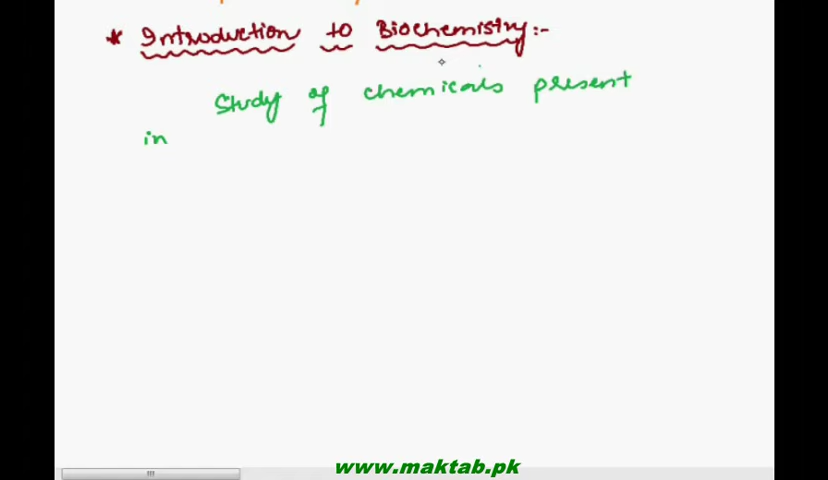 * Introduction to Biochemistry:-
Study of chemicals present
in
www.maktab.pk